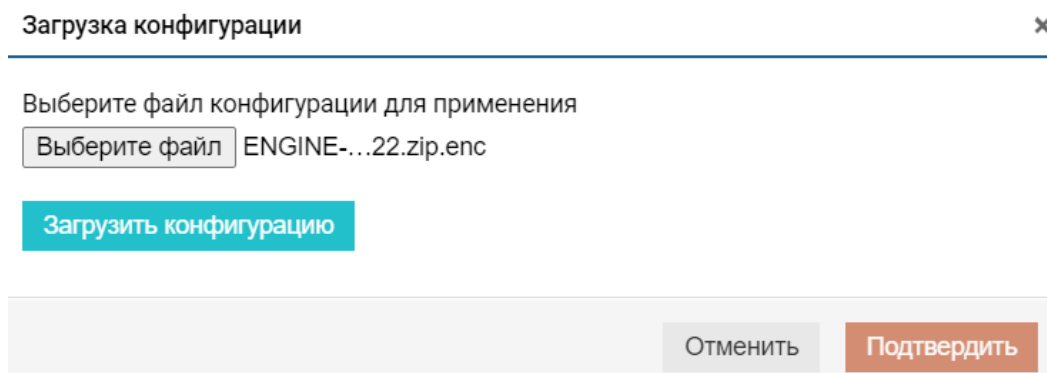 Загрузка конфигурации
Выберите файл конфигурации для применения
Выберите файл ENGINE-...22.zip.enc
Загрузить конфигурацию
Отменить Подтвердить